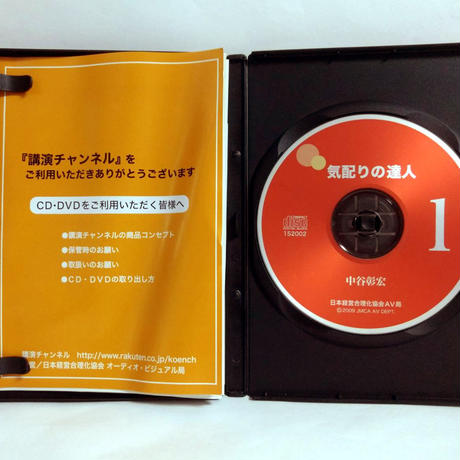 『講演チャンネル』を
ご利用いただきありがとうございます
CD・DVDをご利用いただく皆様へ
●講演チャンネルの商品コンセプト
●保管時のお願い
●取扱いのお願い
●CD・DVDの取り出し方
講演チャンネル http://www.rakuten.co.jp/koench
営／日本経営合理化協会 オーディオ・ビジュアル局
気配りの達人
1
COMPACT
disc
DIGITAL AUDIO
152002
中谷彰宏
日本経営合理化協会AV局
©2009 JMCA AV DEPT.